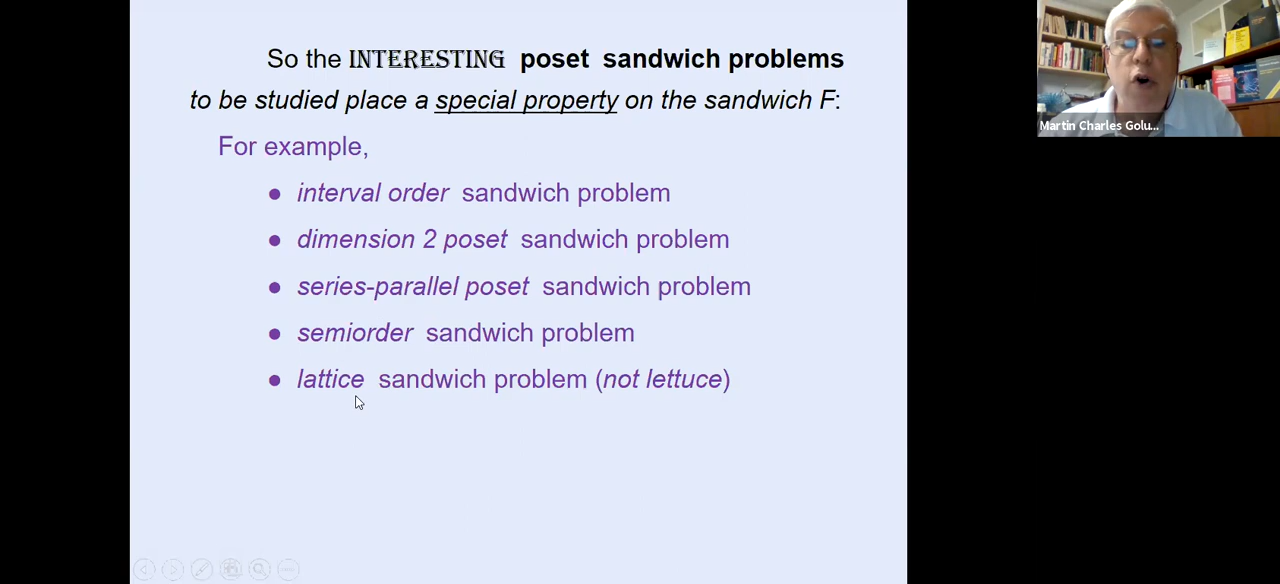 So the INTERESTING poset sandwich problems
to be studied place a special property on the sandwich F:
For example,
● interval order sandwich problem
● dimension 2 poset sandwich problem
● series-parallel poset sandwich problem
● semiorder sandwich problem
● lattice sandwich problem (not lettuce)
Martin Charles Golu...